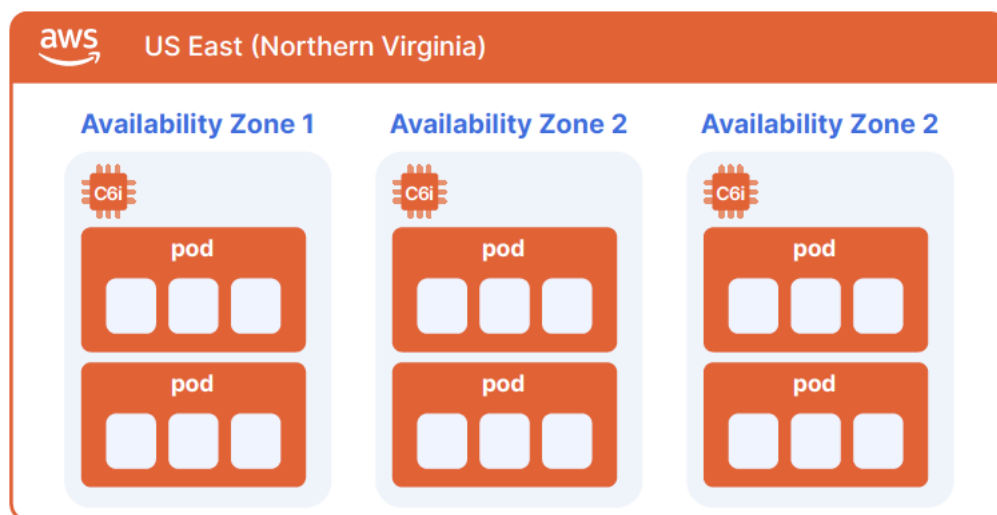 aws US East (Northern Virginia)
Availability Zone 1 Availability Zone 2 Availability Zone 2
C6i C6i C6i
pod pod pod
pod pod pod